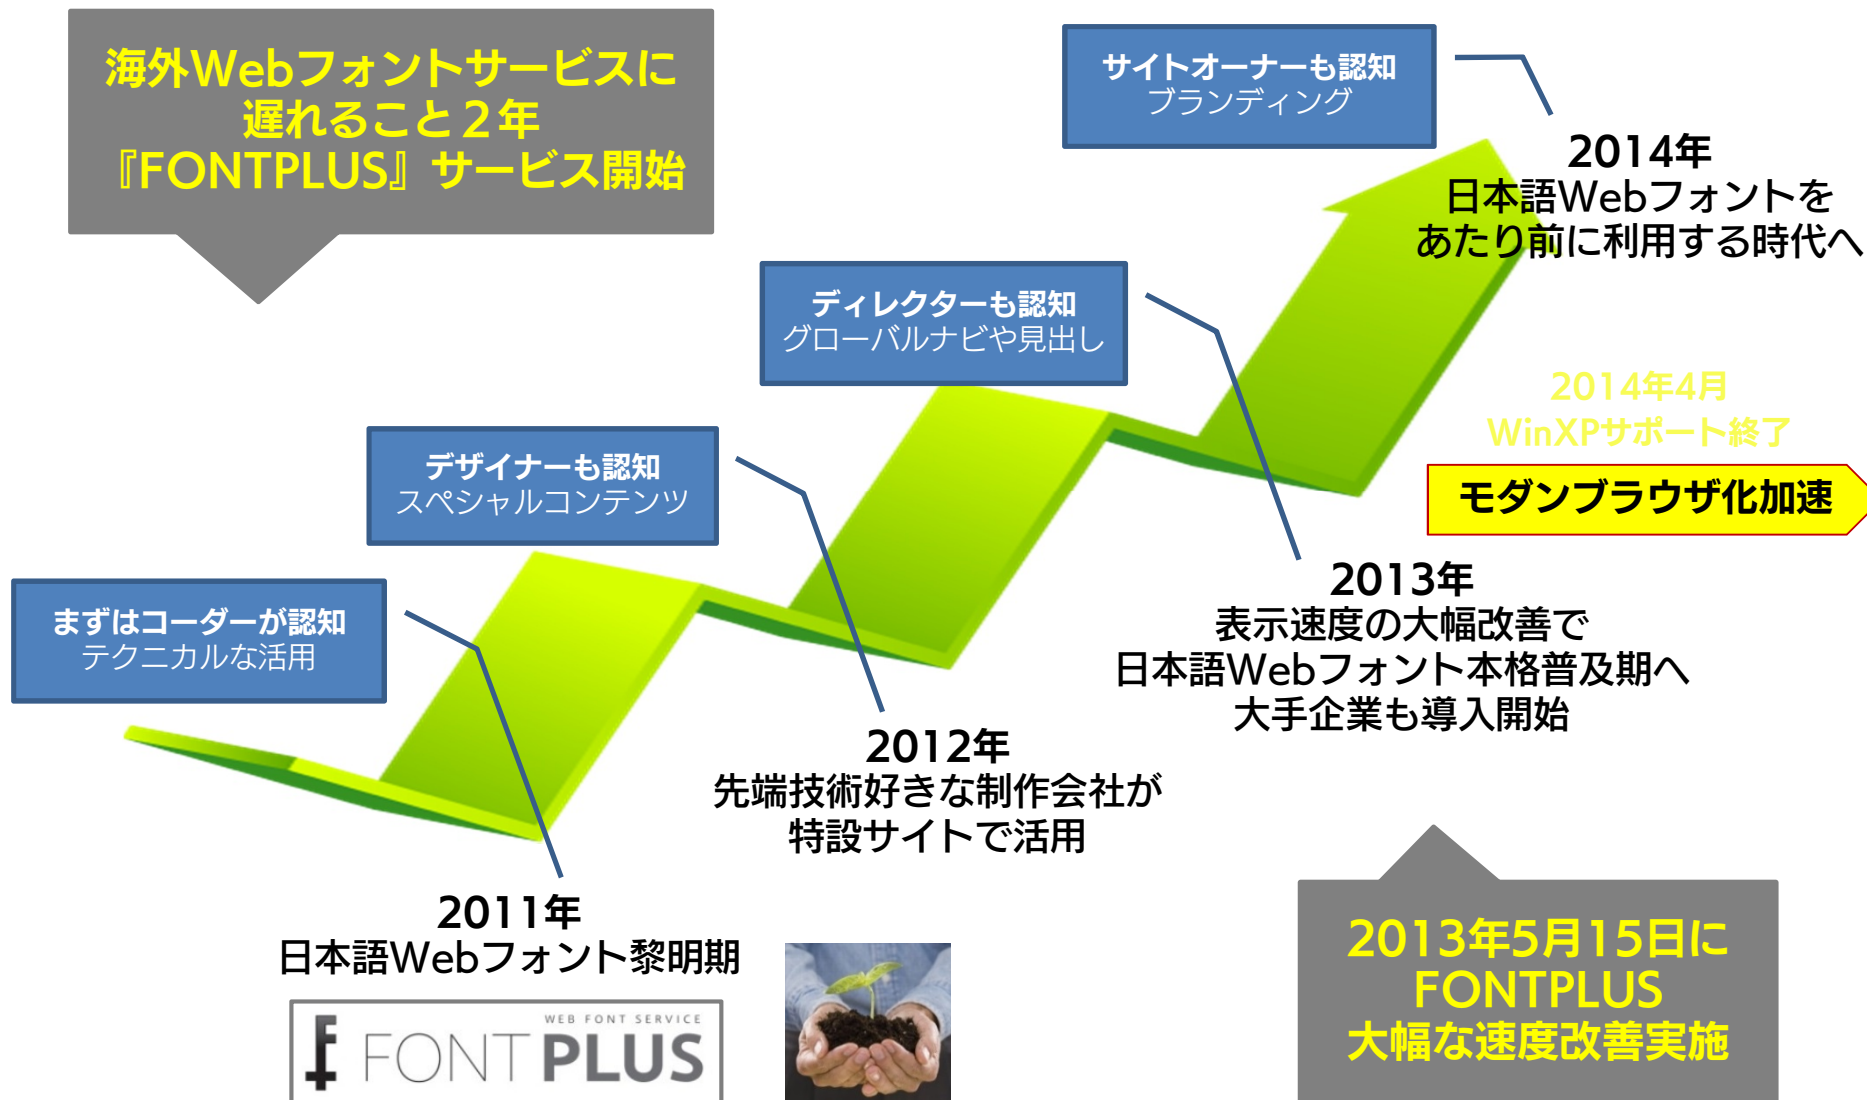 海外Webフォントサービスに
遅れること２年
『FONTPLUS』サービス開始
サイトオーナーも認知
ブランディング
2014年
日本語Webフォントを
あたり前に利用する時代へ
ディレクターも認知
グローバルナビや見出し
2014年4月
WinXPサポート終了
モダンブラウザ化加速
デザイナーも認知
スペシャルコンテンツ
2013年
表示速度の大幅改善で
日本語Webフォント本格普及期へ
大手企業も導入開始
まずはコーダーが認知
テクニカルな活用
2012年
先端技術好きな制作会社が
特設サイトで活用
2011年
日本語Webフォント黎明期
WEB FONT SERVICE
FONTPLUS
2013年5月15日に
FONTPLUS
大幅な速度改善実施